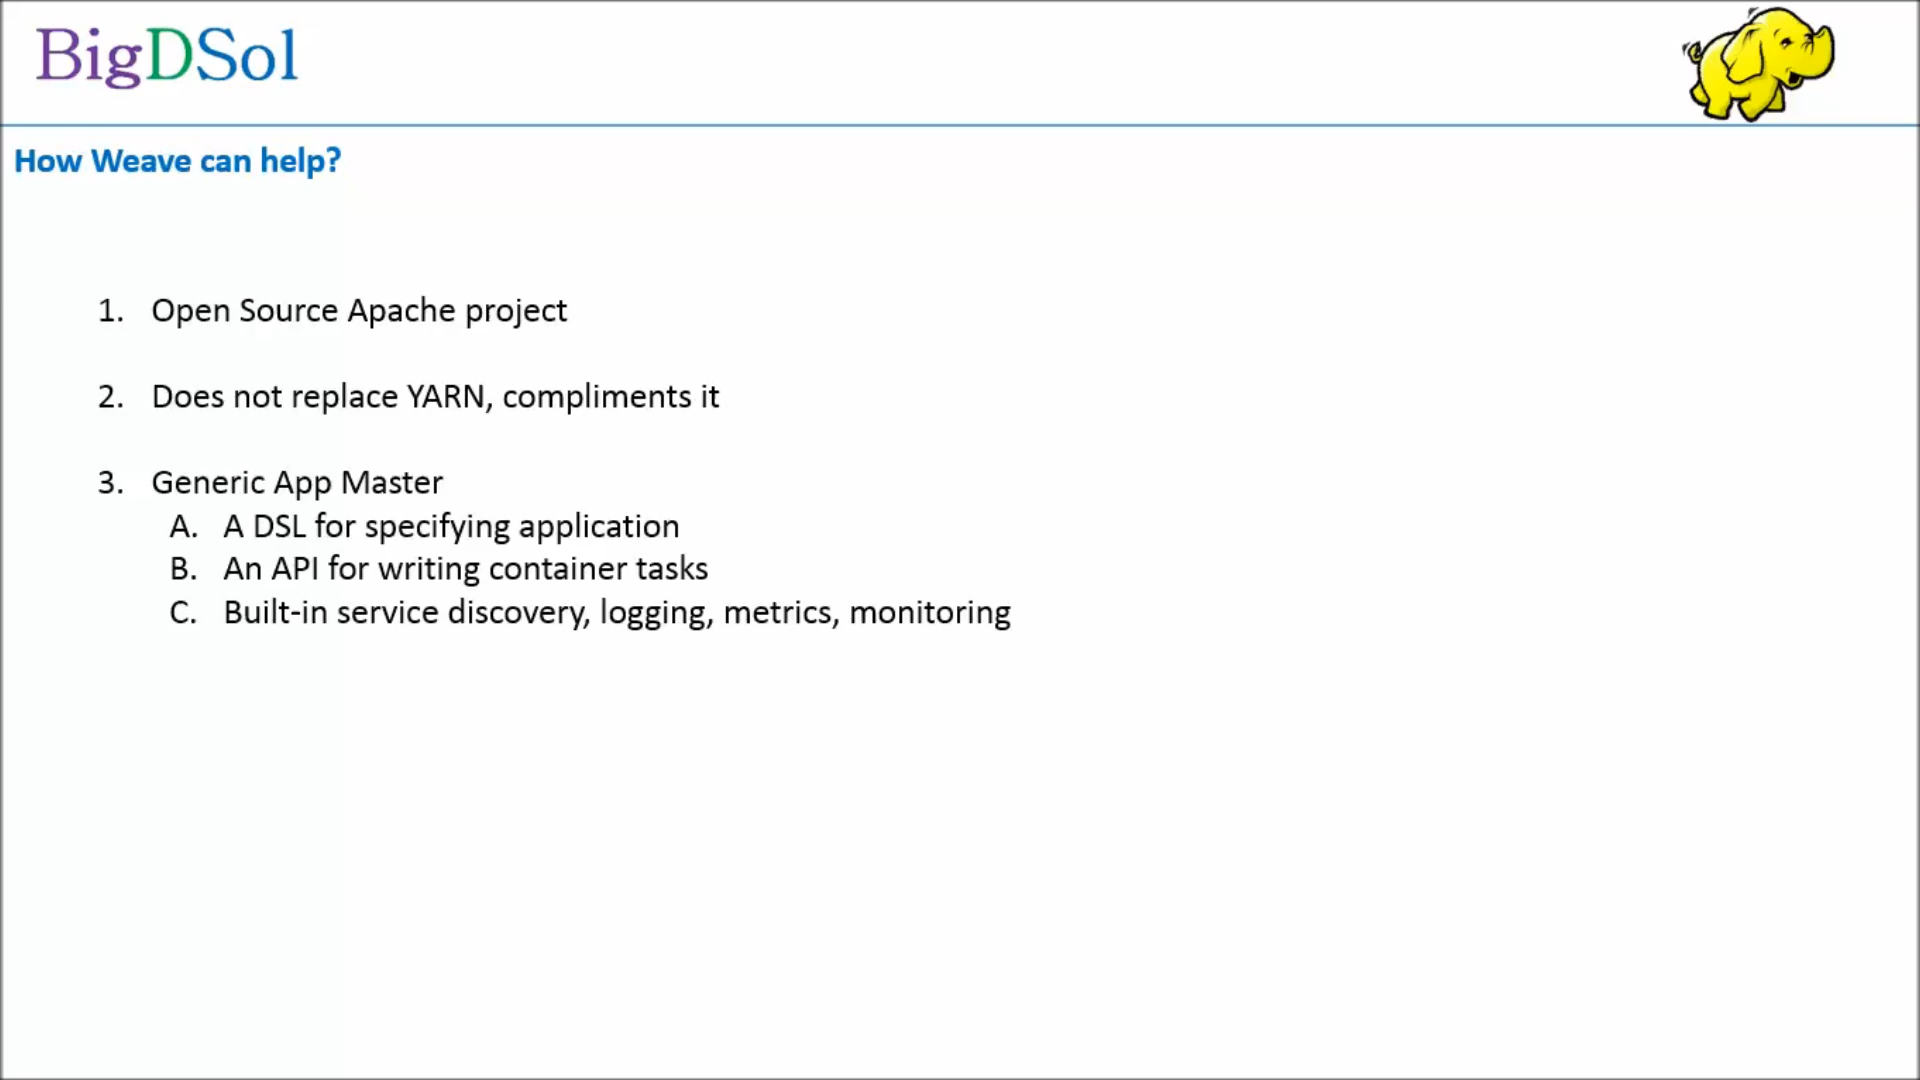 BigDSol
How Weave can help?
1. Open Source Apache project
2. Does not replace YARN, compliments it
3. Generic App Master
A. A DSL for specifying application
B. An API for writing container tasks
C. Built-in service discovery, logging, metrics, monitoring